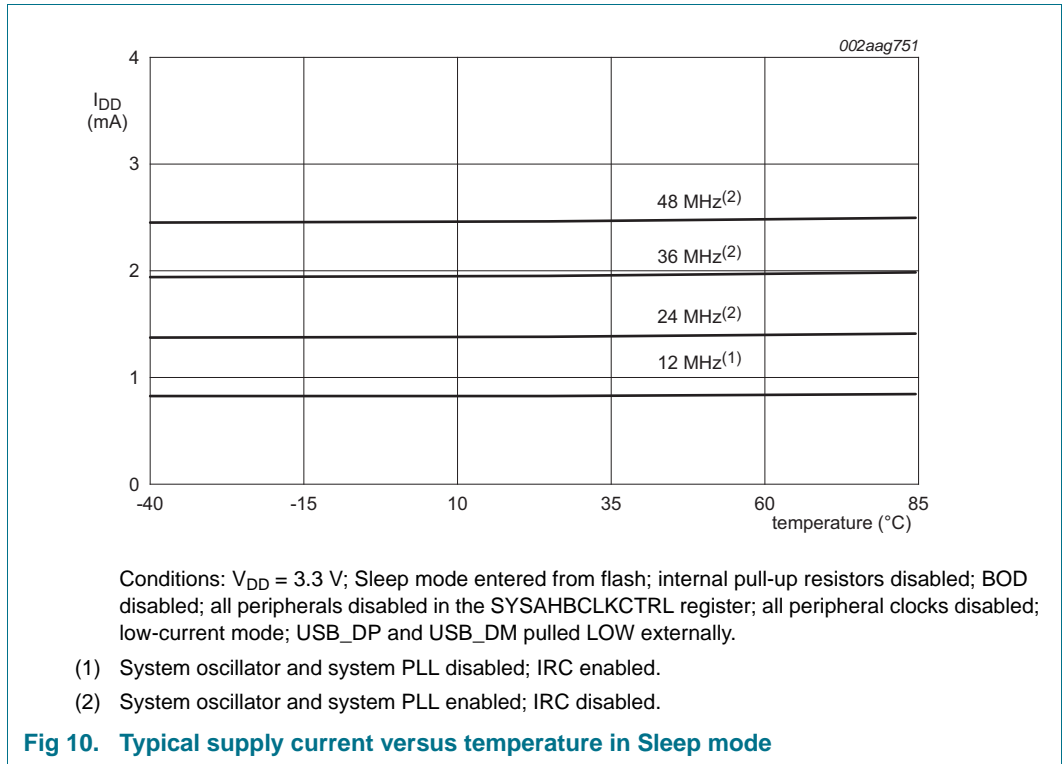 002aag751
4
I_DD
(mA)
3
48 MHz(2)
36 MHz(2)
2
24 MHz(2)
12 MHz(1)
1
0
-40 -15 10 35 60 85
temperature (°C)
Conditions: V_DD = 3.3 V; Sleep mode entered from flash; internal pull-up resistors disabled; BOD
disabled; all peripherals disabled in the SYSAHBCLKCTRL register; all peripheral clocks disabled;
low-current mode; USB_DP and USB_DM pulled LOW externally.
(1) System oscillator and system PLL disabled; IRC enabled.
(2) System oscillator and system PLL enabled; IRC disabled.
Fig 10. Typical supply current versus temperature in Sleep mode